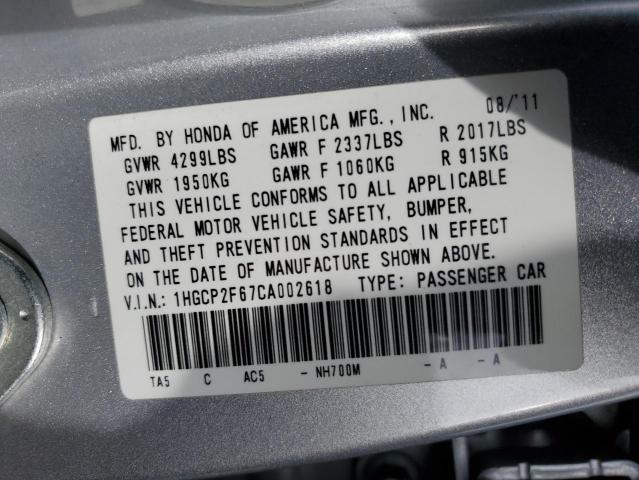 MFD. BY HONDA OF AMERICA MFG., INC. 08/'11
GVWR 4299LBS GAWR F 2337LBS R 2017LBS
GVWR 1950KG GAWR F 1060KG R 915KG
THIS VEHICLE CONFORMS TO ALL APPLICABLE
FEDERAL MOTOR VEHICLE SAFETY, BUMPER,
AND THEFT PREVENTION STANDARDS IN EFFECT
ON THE DATE OF MANUFACTURE SHOWN ABOVE.
V.I.N.: 1HGCP2F67CA002618 TYPE: PASSENGER CAR
TA5 C AC5 - NH700M - A - A